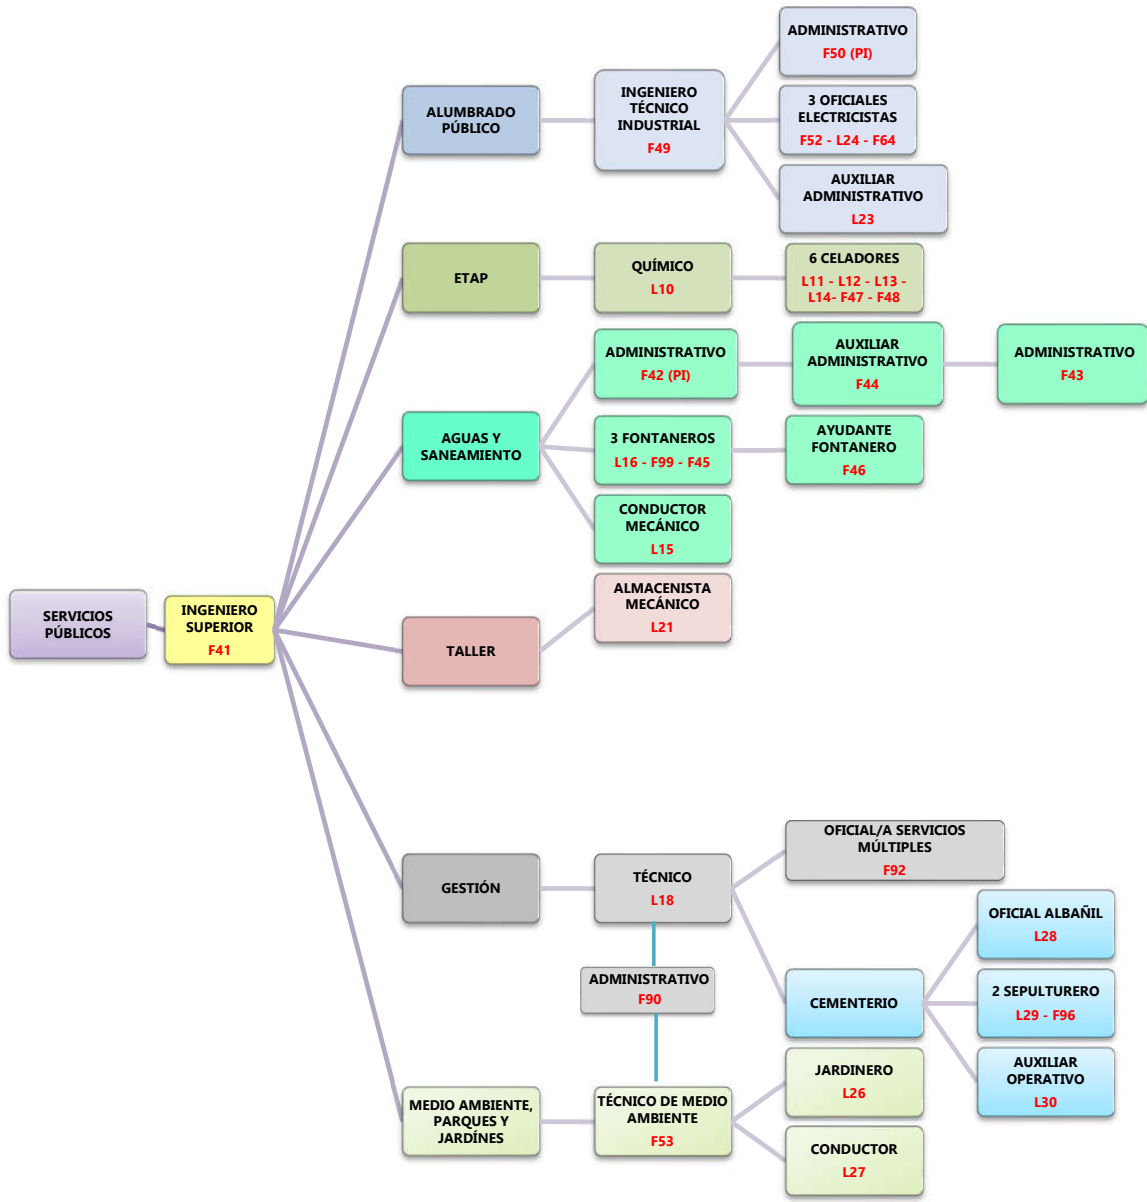 SERVICIOS
PÚBLICOS
INGENIERO
SUPERIOR
F41
ALUMBRADO
PÚBLICO
INGENIERO
TÉCNICO
INDUSTRIAL
F49
ADMINISTRATIVO
F50 (PI)
3 OFICIALES
ELECTRICISTAS
F52 - L24 - F64
AUXILIAR
ADMINISTRATIVO
L23
ETAP
QUÍMICO
L10
6 CELADORES
L11 - L12 - L13 -
L14- F47 - F48
AGUAS Y
SANEAMIENTO
ADMINISTRATIVO
F42 (PI)
AUXILIAR
ADMINISTRATIVO
F44
ADMINISTRATIVO
F43
3 FONTANEROS
L16 - F99 - F45
AYUDANTE
FONTANERO
F46
CONDUCTOR
MECÁNICO
L15
TALLER
ALMACENISTA
MECÁNICO
L21
GESTIÓN
TÉCNICO
L18
OFICIAL/A SERVICIOS
MÚLTIPLES
F92
CEMENTERIO
OFICIAL ALBAÑIL
L28
2 SEPULTURERO
L29 - F96
AUXILIAR
OPERATIVO
L30
ADMINISTRATIVO
F90
MEDIO AMBIENTE,
PARQUES Y
JARDÍNES
TÉCNICO DE MEDIO
AMBIENTE
F53
JARDINERO
L26
CONDUCTOR
L27